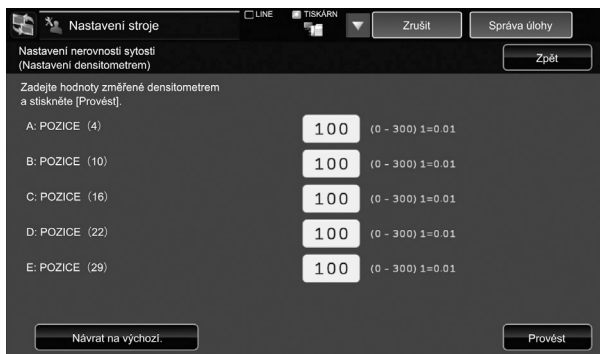 Nastavení stroje
LINE
TISKÁRN
Zrušit
Správa úlohy
Nastavení nerovnosti sytosti
(Nastavení densitometrem)
Zpět
Zadejte hodnoty změřené densitometrem
a stiskněte [Provést].
A: POZICE (4) 100 (0 - 300) 1=0.01
B: POZICE (10) 100 (0 - 300) 1=0.01
C: POZICE (16) 100 (0 - 300) 1=0.01
D: POZICE (22) 100 (0 - 300) 1=0.01
E: POZICE (29) 100 (0 - 300) 1=0.01
Návrat na výchozí.
Provést